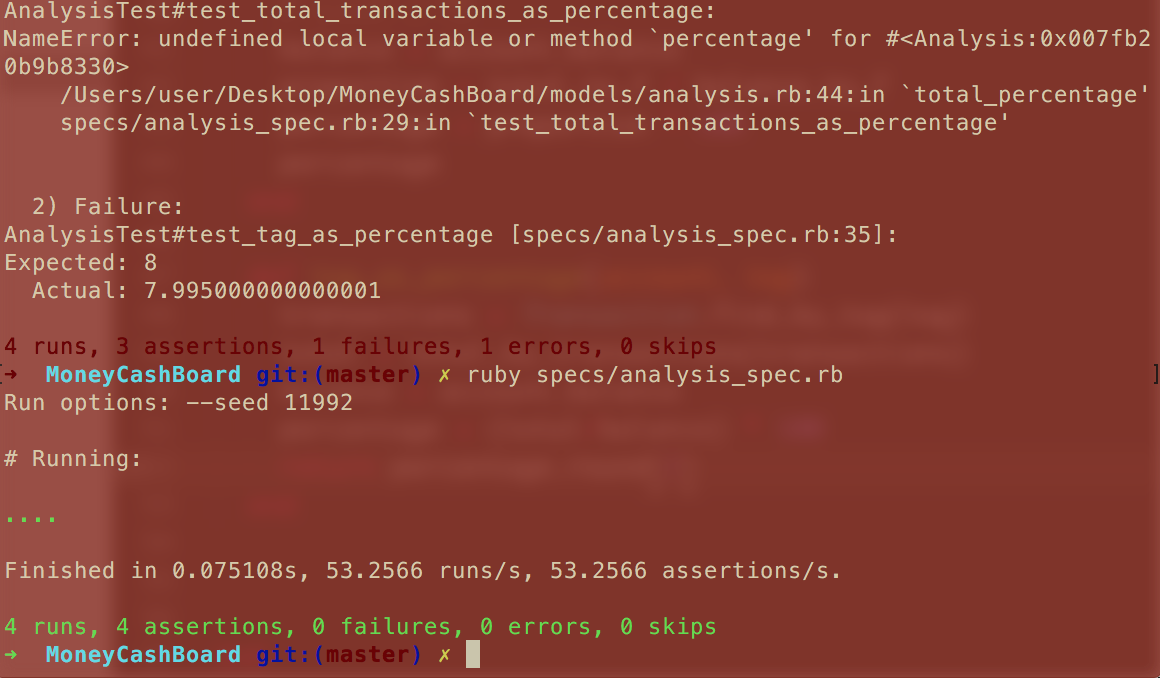 AnalysisTest#test_total_transactions_as_percentage:
NameError: undefined local variable or method `percentage' for #<Analysis:0x007fb2
0b9b8330>
    /Users/user/Desktop/MoneyCashBoard/models/analysis.rb:44:in `total_percentage'
    specs/analysis_spec.rb:29:in `test_total_transactions_as_percentage'
  2) Failure:
AnalysisTest#test_tag_as_percentage [specs/analysis_spec.rb:35]:
Expected: 8
  Actual: 7.995000000000001
4 runs, 3 assertions, 1 failures, 1 errors, 0 skips
[→  MoneyCashBoard git:(master) ✗ ruby specs/analysis_spec.rb ]
Run options: --seed 11992
# Running:
....
Finished in 0.075108s, 53.2566 runs/s, 53.2566 assertions/s.
4 runs, 4 assertions, 0 failures, 0 errors, 0 skips
→  MoneyCashBoard git:(master) ✗